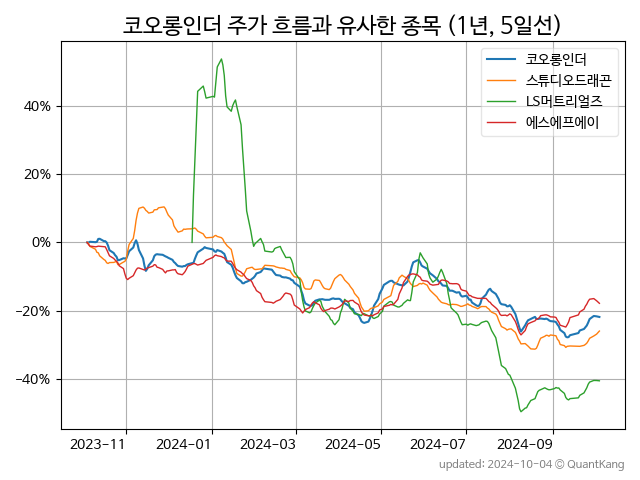 코오롱인더 주가 흐름과 유사한 종목 (1년, 5일선)
코오롱인더
스튜디오드래곤
LS머트리얼즈
에스에프에이
40%
20%
0%
−20%
−40%
2023-11 2024-01 2024-03 2024-05 2024-07 2024-09
updated: 2024-10-04 © QuantKang